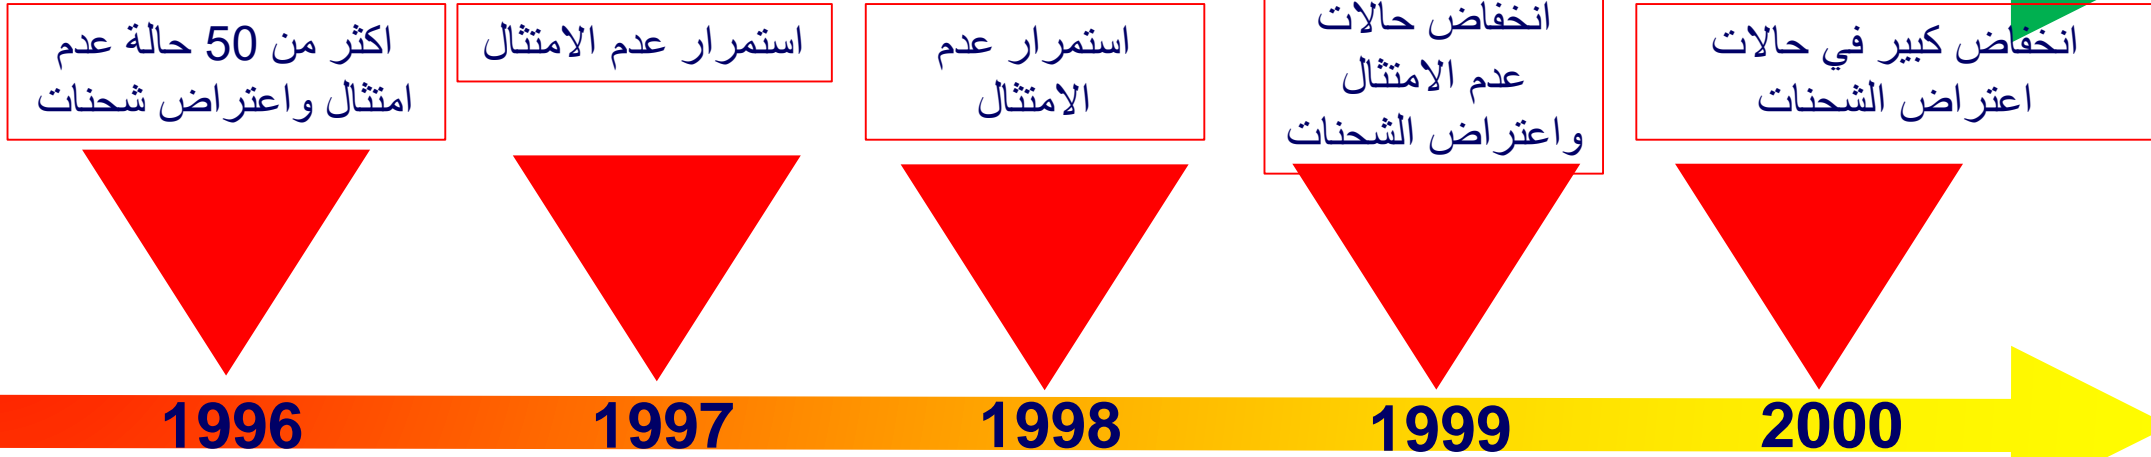 اكثر من 50 حالة عدم
امتثال واعتراض شحنات
استمرار عدم الامتثال
استمرار عدم
الامتثال
انخفاض حالات
عدم الامتثال
واعتراض الشحنات
انخفاض كبير في حالات
اعتراض الشحنات
1996
1997
1998
1999
2000